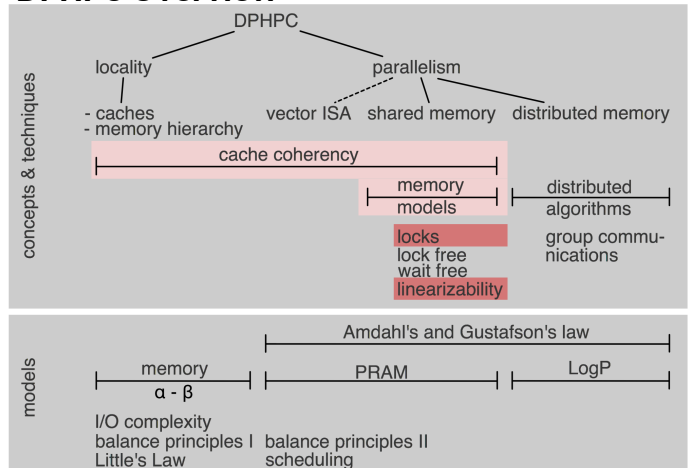 DPHPC Overview
DPHPC
locality
parallelism
- caches
- memory hierarchy
vector ISA
shared memory
distributed memory
cache coherency
memory
models
distributed
algorithms
locks
lock free
wait free
linearizability
group commu-
nications
concepts & techniques
Amdahl's and Gustafson's law
memory
α - β
PRAM
LogP
I/O complexity
balance principles I
Little's Law
balance principles II
scheduling
models